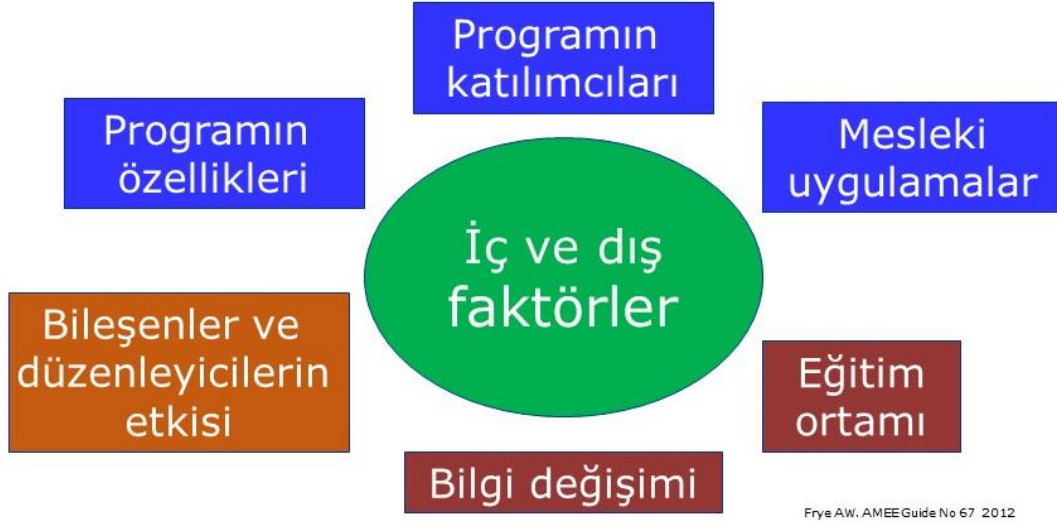 Programın
katılımcıları
Programın
özellikleri
Mesleki
uygulamalar
İç ve dış
faktörler
Bileşenler ve
düzenleyicilerin
etkisi
Eğitim
ortamı
Bilgi değişimi
Frye AW. AMEE Guide No 67 2012